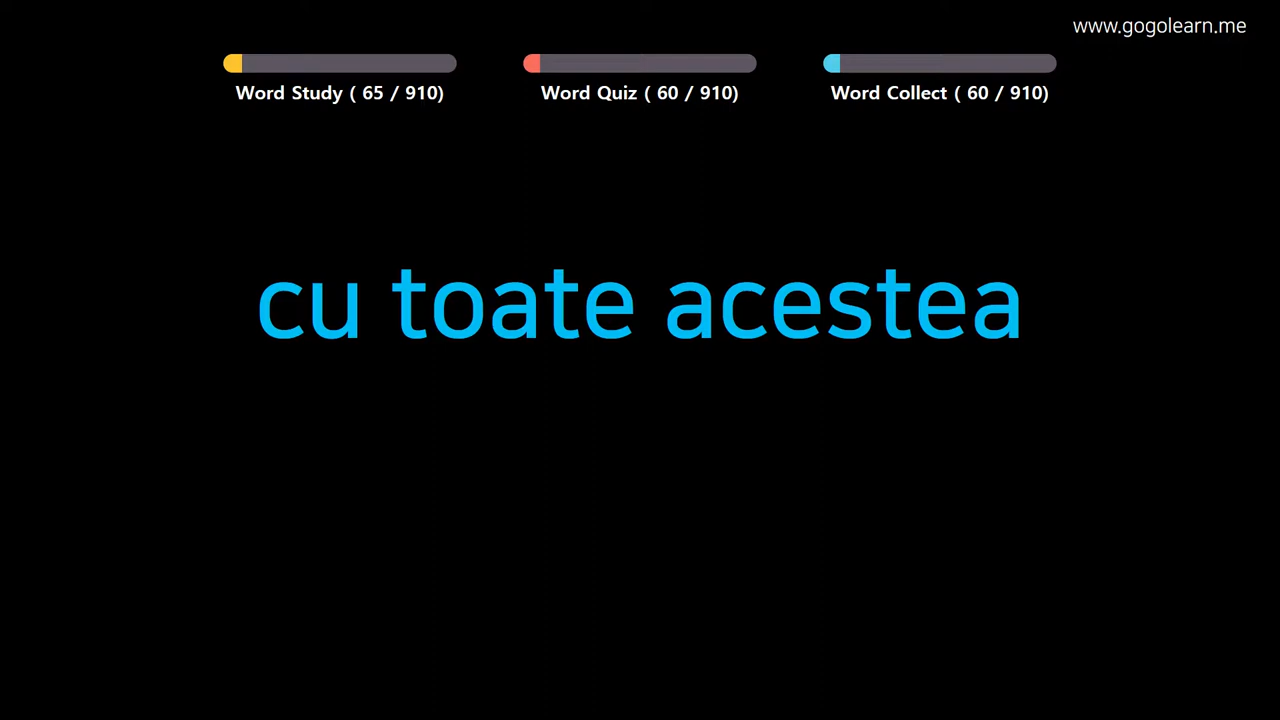 www.gogolearn.me
Word Study ( 65 / 910)
Word Quiz ( 60 / 910)
Word Collect ( 60 / 910)
cu toate acestea